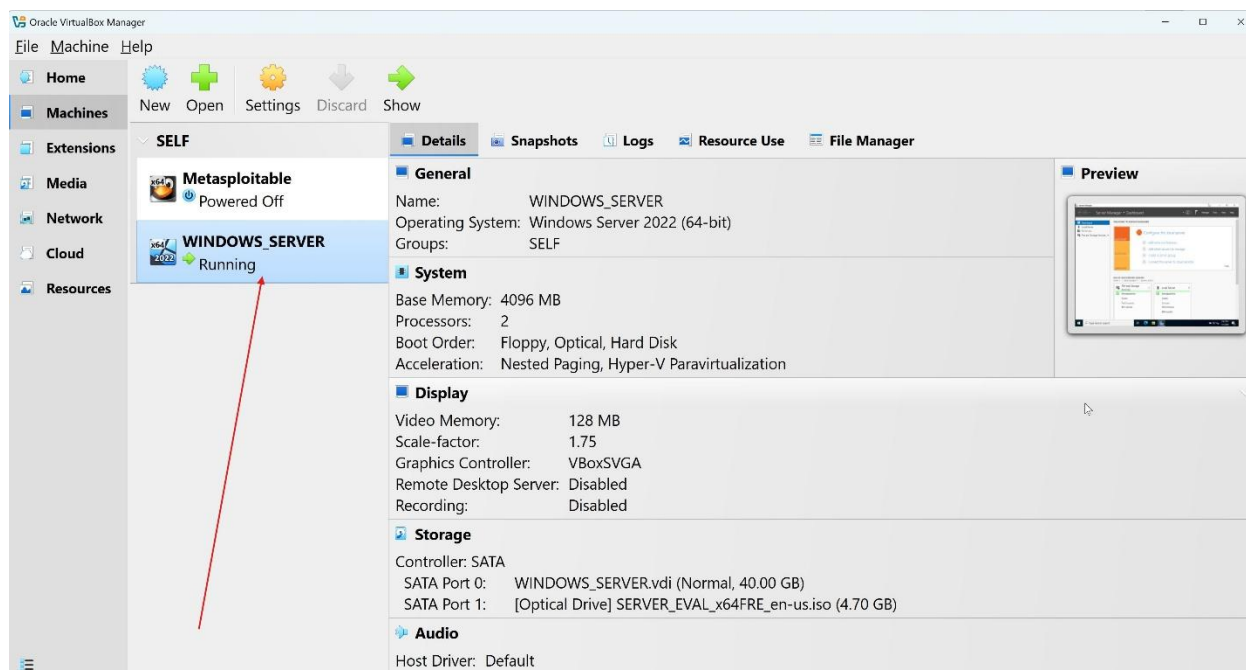 Oracle VirtualBox Manager
File Machine Help
Home
Machines
Extensions
Media
Network
Cloud
Resources
New Open Settings Discard Show
SELF
Metasploitable
Powered Off
WINDOWS_SERVER
Running
Details Snapshots Logs Resource Use File Manager
General
Name: WINDOWS_SERVER
Operating System: Windows Server 2022 (64-bit)
Groups: SELF
System
Base Memory: 4096 MB
Processors: 2
Boot Order: Floppy, Optical, Hard Disk
Acceleration: Nested Paging, Hyper-V Paravirtualization
Display
Video Memory: 128 MB
Scale-factor: 1.75
Graphics Controller: VBoxSVGA
Remote Desktop Server: Disabled
Recording: Disabled
Storage
Controller: SATA
SATA Port 0: WINDOWS_SERVER.vdi (Normal, 40.00 GB)
SATA Port 1: [Optical Drive] SERVER_EVAL_x64FRE_en-us.iso (4.70 GB)
Audio
Host Driver: Default
Preview